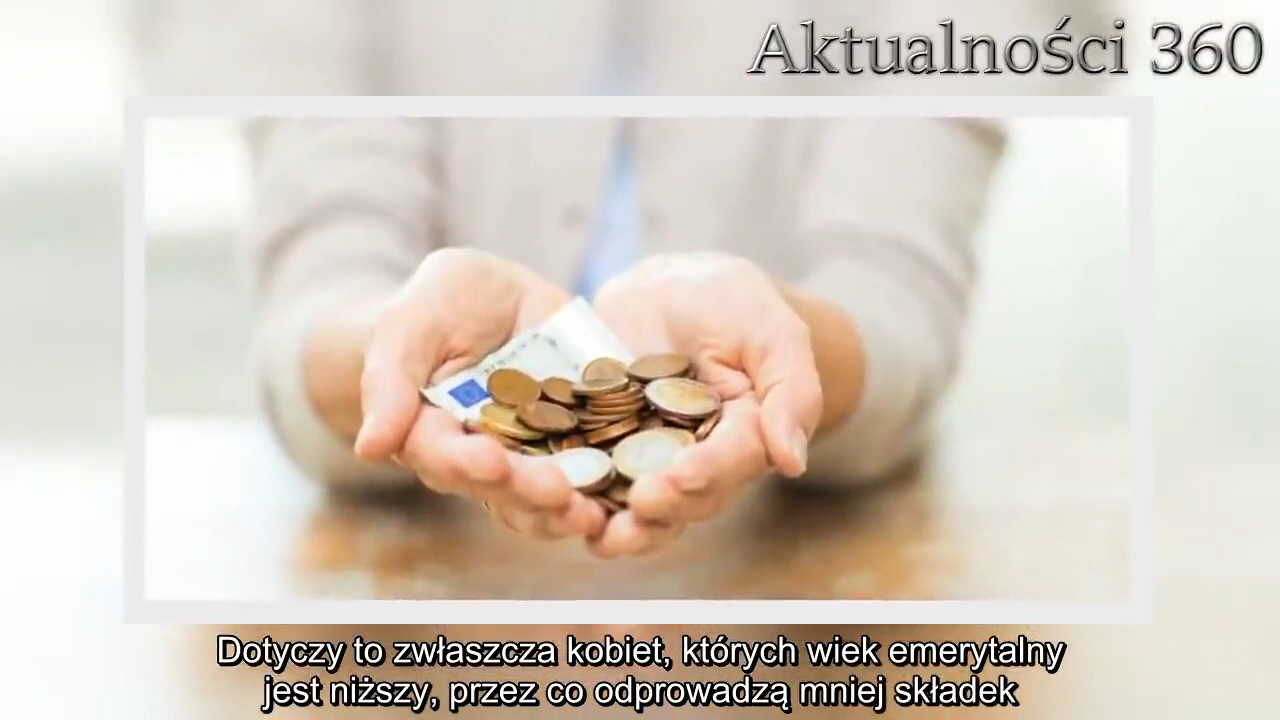 Aktualności 360
Dotyczy to zwłaszcza kobiet, których wiek emerytalny
jest niższy, przez co odprowadzą mniej składek